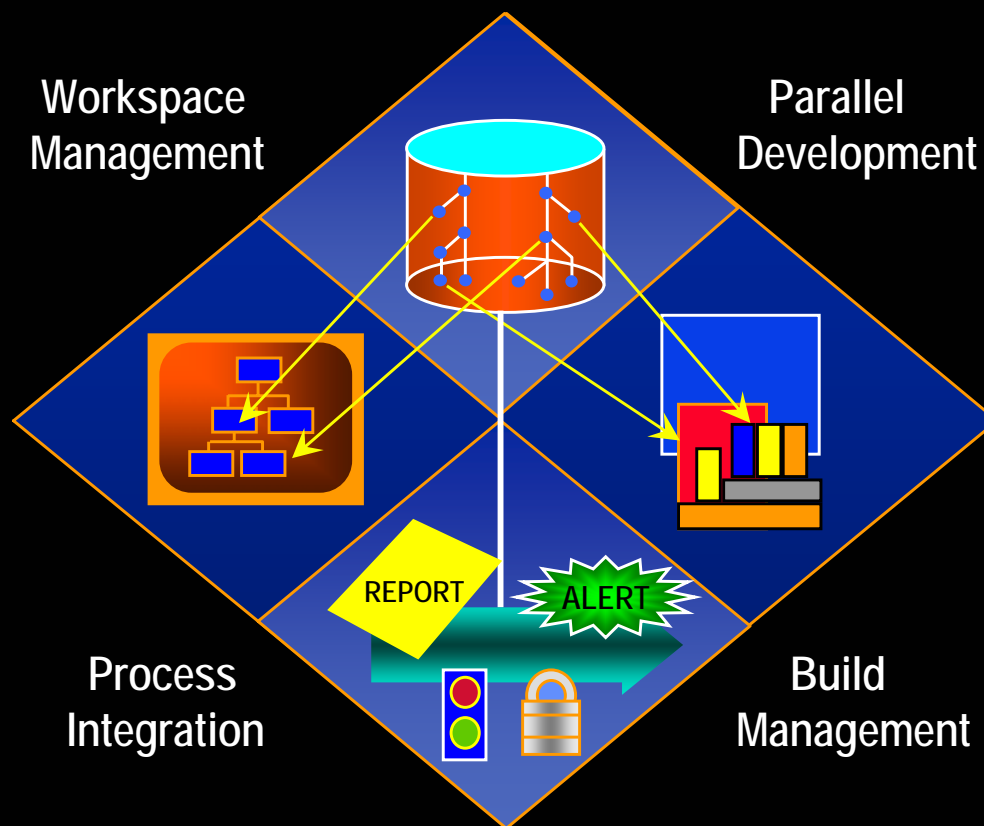 Workspace
Management
Parallel
Development
REPORT
ALERT
Process
Integration
Build
Management